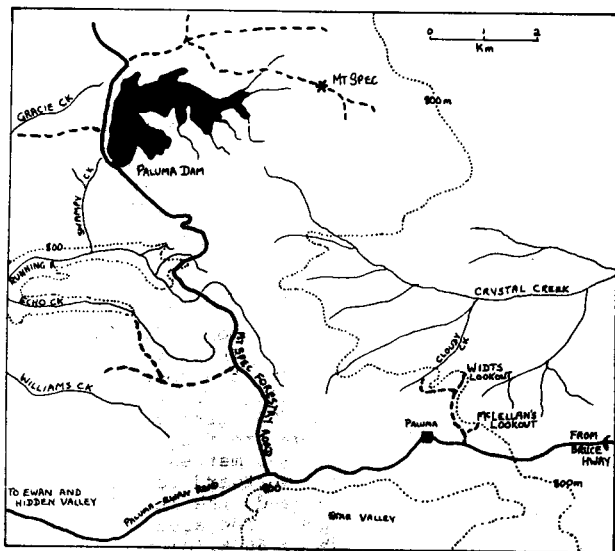 0 1 2
Km
MT SPEC
800m
GRACIE CK
PALUMA DAM
SWAMPY CK
800
RUNNING R.
ECHO CK
CRYSTAL CREEK
CLOUDY CK
WIDTS
LOOKOUT
MT SPEC FORESTRY ROAD
WILLIAMS CK
McLELLAN'S
LOOKOUT
PALUMA
FROM
BRUCE
HWAY
TO EWAN AND
HIDDEN VALLEY
PALUMA-EWAN ROAD
800
800m
STAR VALLEY